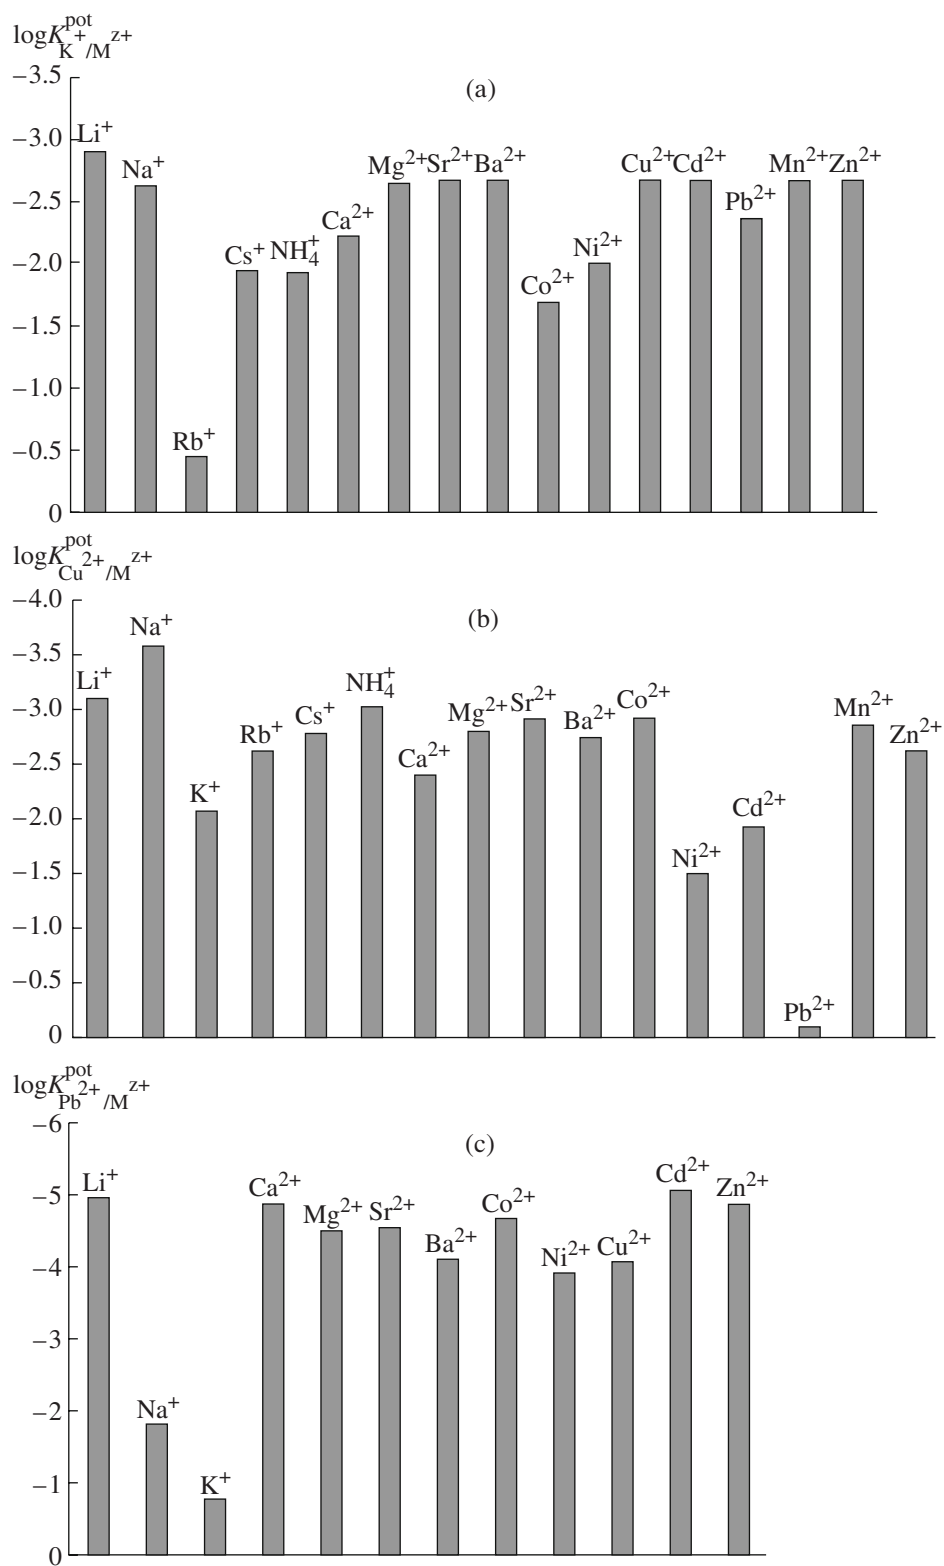 logK^pot_K+/M^z+
−3.5
(a)
−3.0
Li⁺
Na⁺
Mg²⁺ Sr²⁺ Ba²⁺
Cu²⁺ Cd²⁺
Mn²⁺ Zn²⁺
−2.5
Ca²⁺
Pb²⁺
−2.0
Cs⁺ NH₄⁺
Ni²⁺
Co²⁺
−1.5
−1.0
Rb⁺
−0.5
0
logK^pot_Cu²⁺/M^z+
−4.0
(b)
Na⁺
−3.5
Li⁺
NH₄⁺
−3.0
Rb⁺
Cs⁺
Mg²⁺
Sr²⁺
Ba²⁺
Co²⁺
Mn²⁺
Zn²⁺
−2.5
Ca²⁺
K⁺
−2.0
Cd²⁺
−1.5
Ni²⁺
−1.0
−0.5
Pb²⁺
0
logK^pot_Pb²⁺/M^z+
−6
(c)
−5
Li⁺
Ca²⁺
Mg²⁺
Sr²⁺
Ba²⁺
Co²⁺
Ni²⁺
Cu²⁺
Cd²⁺
Zn²⁺
−4
−3
−2
Na⁺
−1
K⁺
0